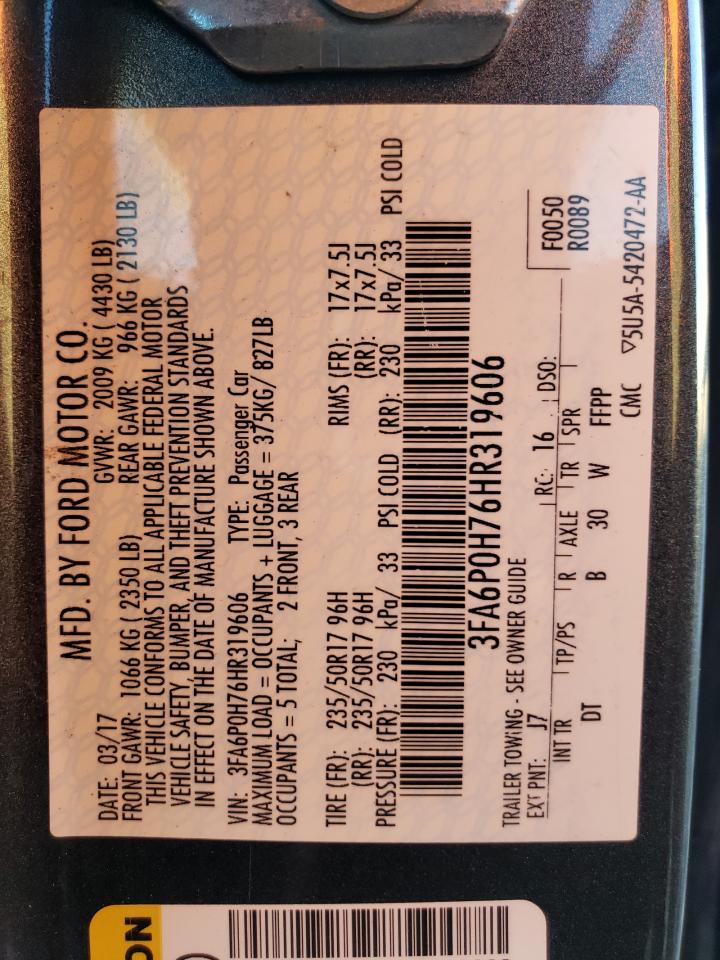 MFD. BY FORD MOTOR CO.
DATE: 03/17 GVWR: 2009 KG ( 4430 LB)
FRONT GAWR: 1066 KG ( 2350 LB) REAR GAWR: 966 KG ( 2130 LB)
THIS VEHICLE CONFORMS TO ALL APPLICABLE FEDERAL MOTOR
VEHICLE SAFETY, BUMPER, AND THEFT PREVENTION STANDARDS
IN EFFECT ON THE DATE OF MANUFACTURE SHOWN ABOVE.
VIN: 3FA6P0H76HR319606 TYPE: Passenger Car
MAXIMUM LOAD = OCCUPANTS + LUGGAGE = 375KG/ 827LB
OCCUPANTS = 5 TOTAL; 2 FRONT, 3 REAR
TIRE (FR): 235/50R17 96H RIMS (FR): 17x7.5J
(RR): 235/50R17 96H (RR): 17x7.5J
PRESSURE (FR): 230 kPa/ 33 PSI COLD (RR): 230 kPa/ 33 PSI COLD
3FA6P0H76HR319606
TRAILER TOWING - SEE OWNER GUIDE
F0050
R0089
EXT PNT: J7 RC: 16 DSO:
INT TR TP/PS R AXLE TR SPR
DT B 30 W FFPP
CMC ▽5U5A-5420472-AA
ON